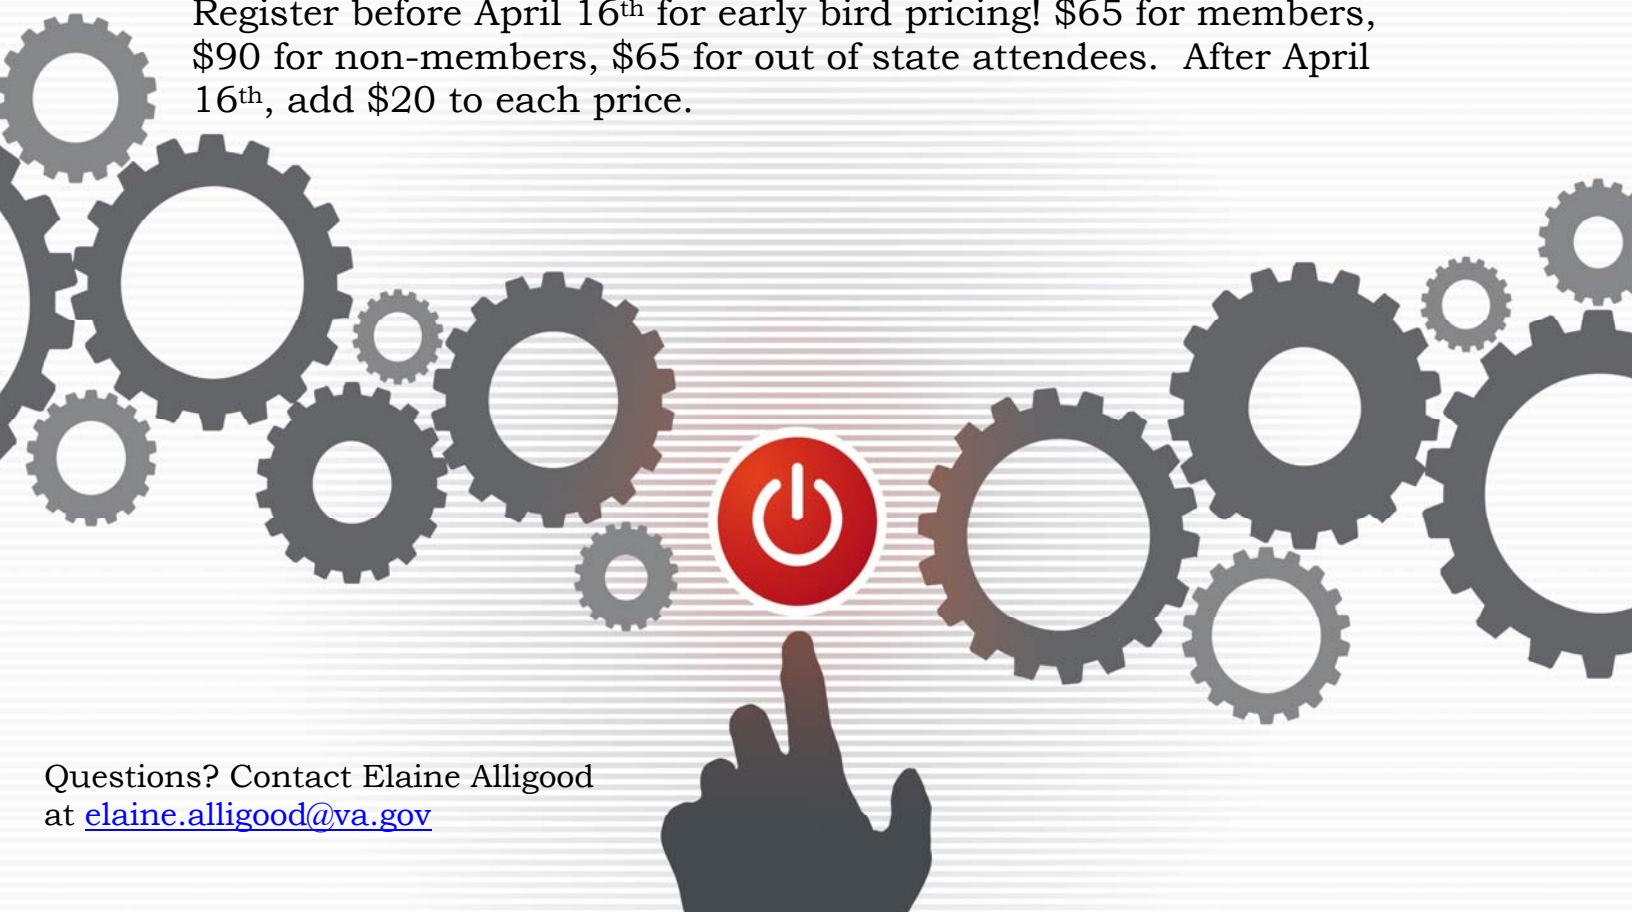 Register before April 16th for early bird pricing! $65 for members,
$90 for non-members, $65 for out of state attendees.  After April
16th, add $20 to each price.
Questions? Contact Elaine Alligood
at elaine.alligood@va.gov